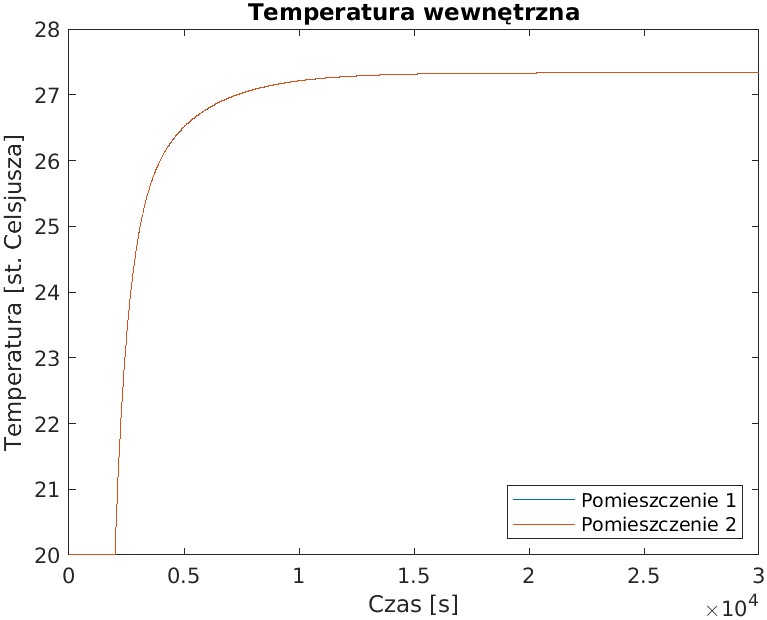 Temperatura wewnętrzna
Temperatura [st. Celsjusza]
28
27
26
25
24
23
22
21
20
0 0.5 1 1.5 2 2.5 3
×10⁴
Czas [s]
Pomieszczenie 1
Pomieszczenie 2